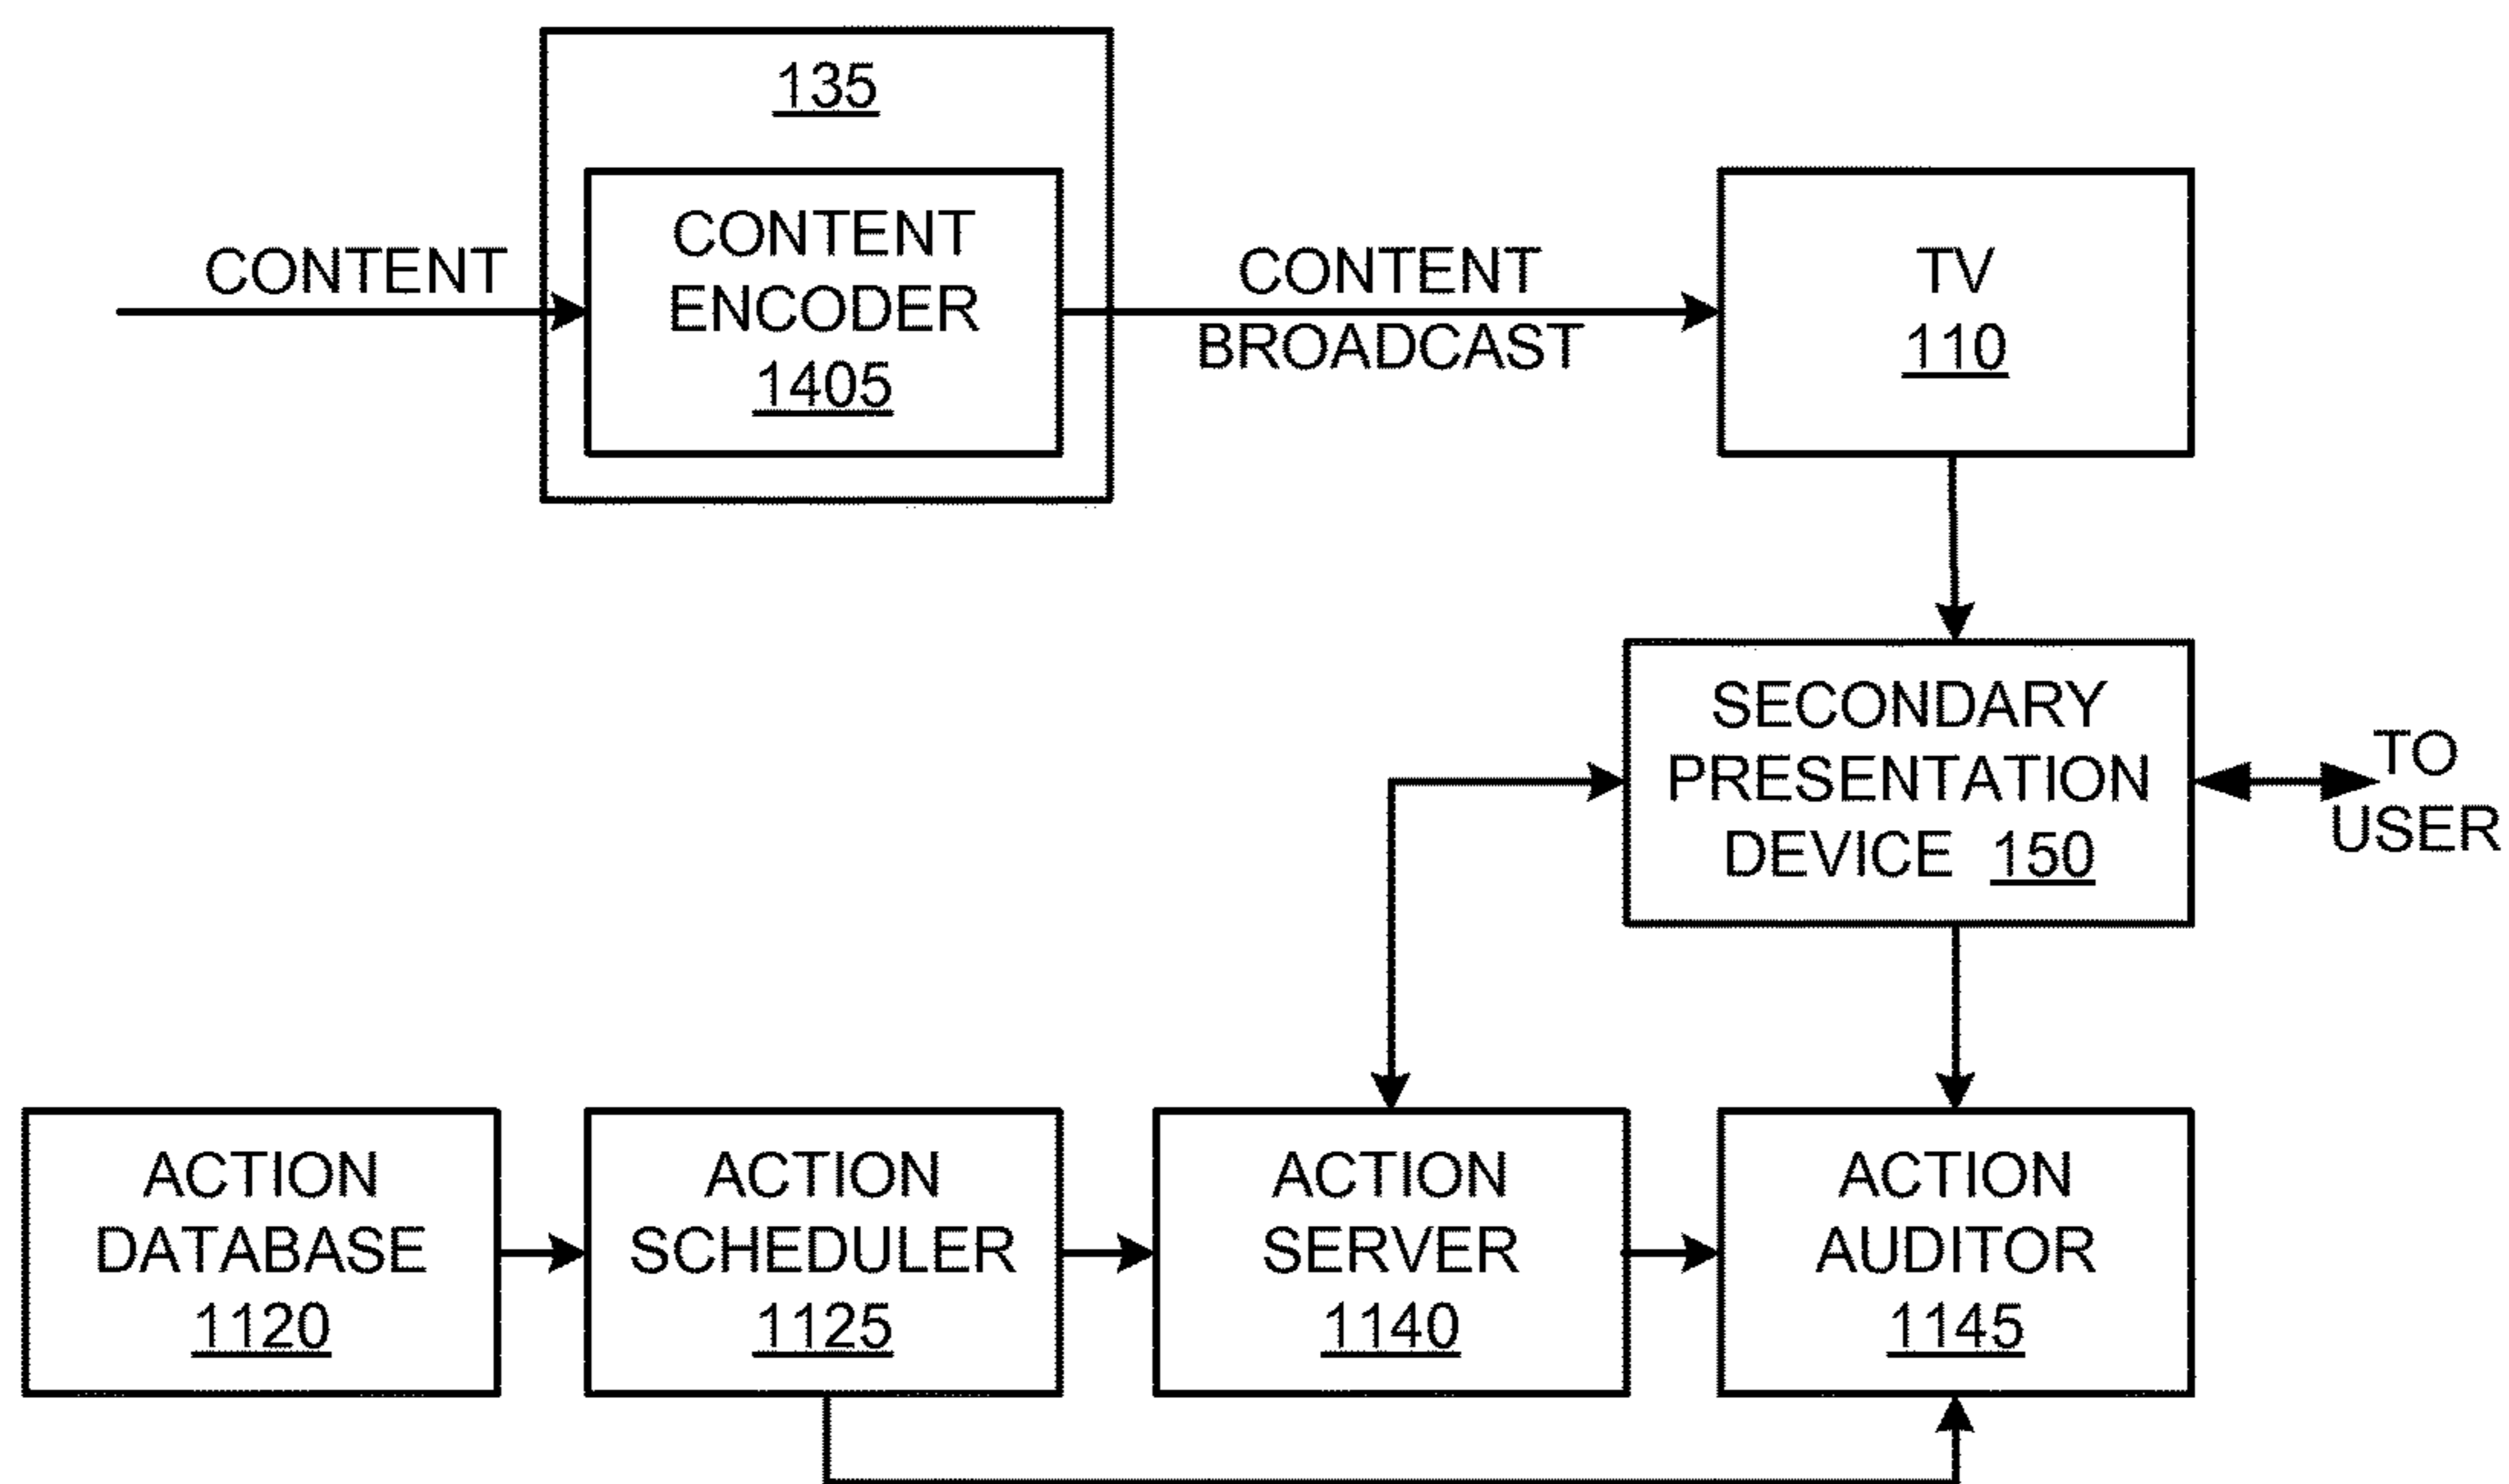 135
CONTENT
CONTENT
ENCODER
1405
CONTENT
BROADCAST
TV
110
SECONDARY
PRESENTATION
DEVICE 150
TO
USER
ACTION
DATABASE
1120
ACTION
SCHEDULER
1125
ACTION
SERVER
1140
ACTION
AUDITOR
1145